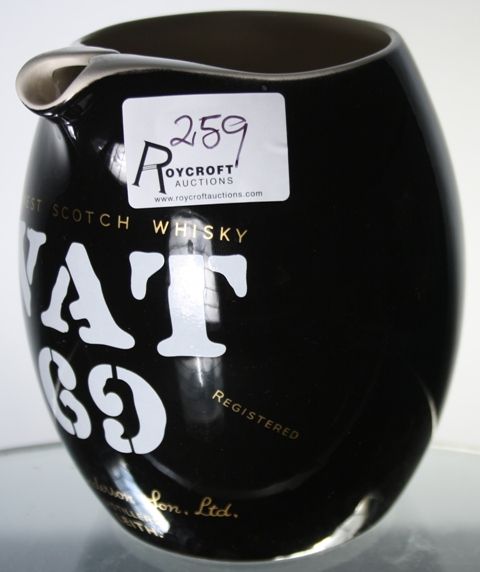 259
ROYCROFT
AUCTIONS
www.roycroftauctions.com
SCOTCH WHISKY
VAT
69
REGISTERED
Son. Ltd.